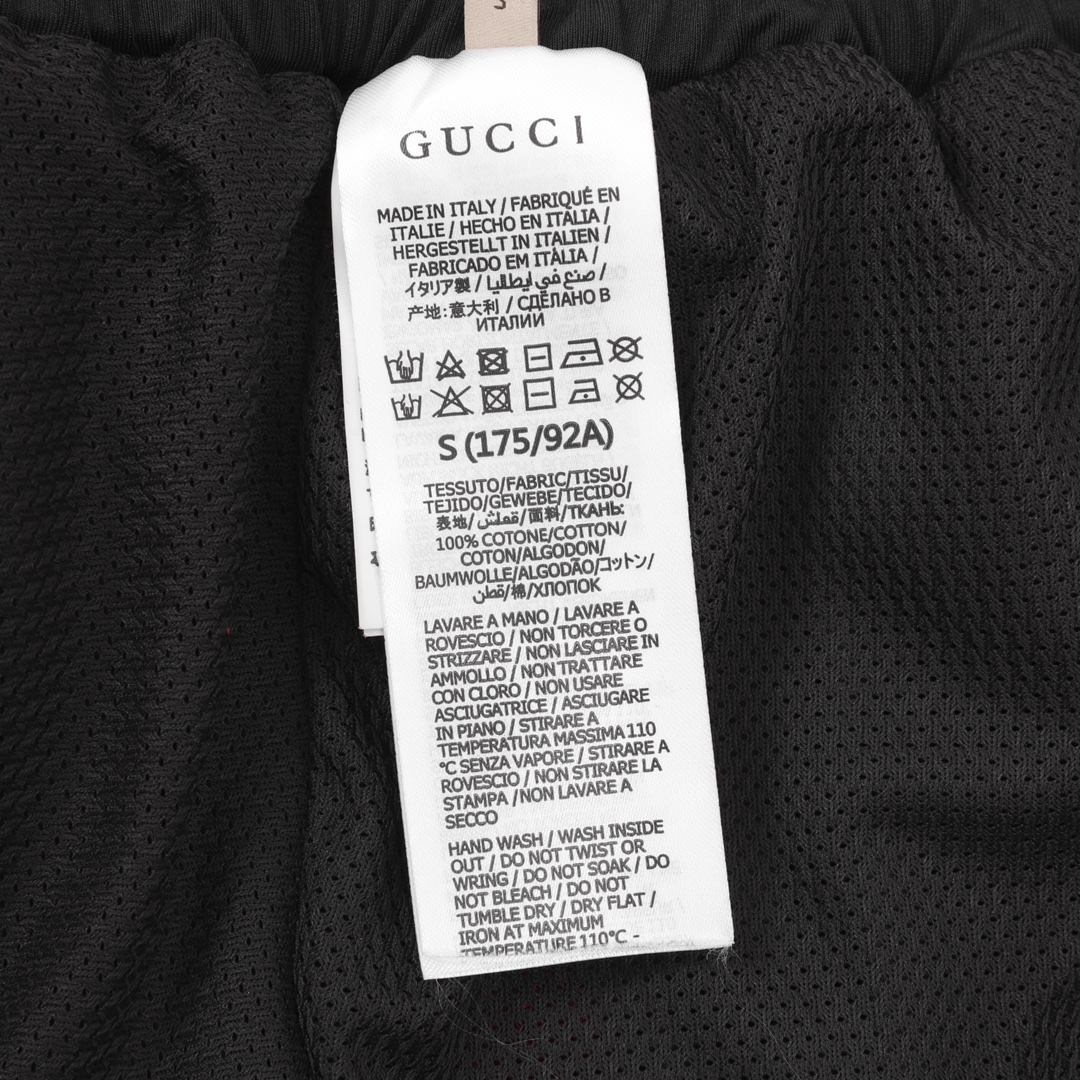 GUCCI
MADE IN ITALY / FABRIQUÉ EN
ITALIE / HECHO EN ITALIA /
HERGESTELLT IN ITALIEN /
FABRICADO EM ITÁLIA /
イタリア製 / صنع في ايطاليا /
产地:意大利 / СДЕЛАНО В
ИТАЛИИ
S (175/92A)
TESSUTO/FABRIC/TISSU/
TEJIDO/GEWEBE/TECIDO/
表地/قماش/面料/ТКАНЬ:
100% COTONE/COTTON/
COTON/ALGODON/
BAUMWOLLE/ALGODÃO/コットン/
قطن/棉/ХЛОПОК
LAVARE A MANO / LAVARE A
ROVESCIO / NON TORCERE O
STRIZZARE / NON LASCIARE IN
AMMOLLO / NON TRATTARE
CON CLORO / NON USARE
ASCIUGATRICE / ASCIUGARE
IN PIANO / STIRARE A
TEMPERATURA MASSIMA 110
°C SENZA VAPORE / STIRARE A
ROVESCIO / NON STIRARE LA
STAMPA /NON LAVARE A
SECCO
HAND WASH / WASH INSIDE
OUT / DO NOT TWIST OR
WRING / DO NOT SOAK / DO
NOT BLEACH / DO NOT
TUMBLE DRY / DRY FLAT /
IRON AT MAXIMUM
TEMPERATURE 110°C -